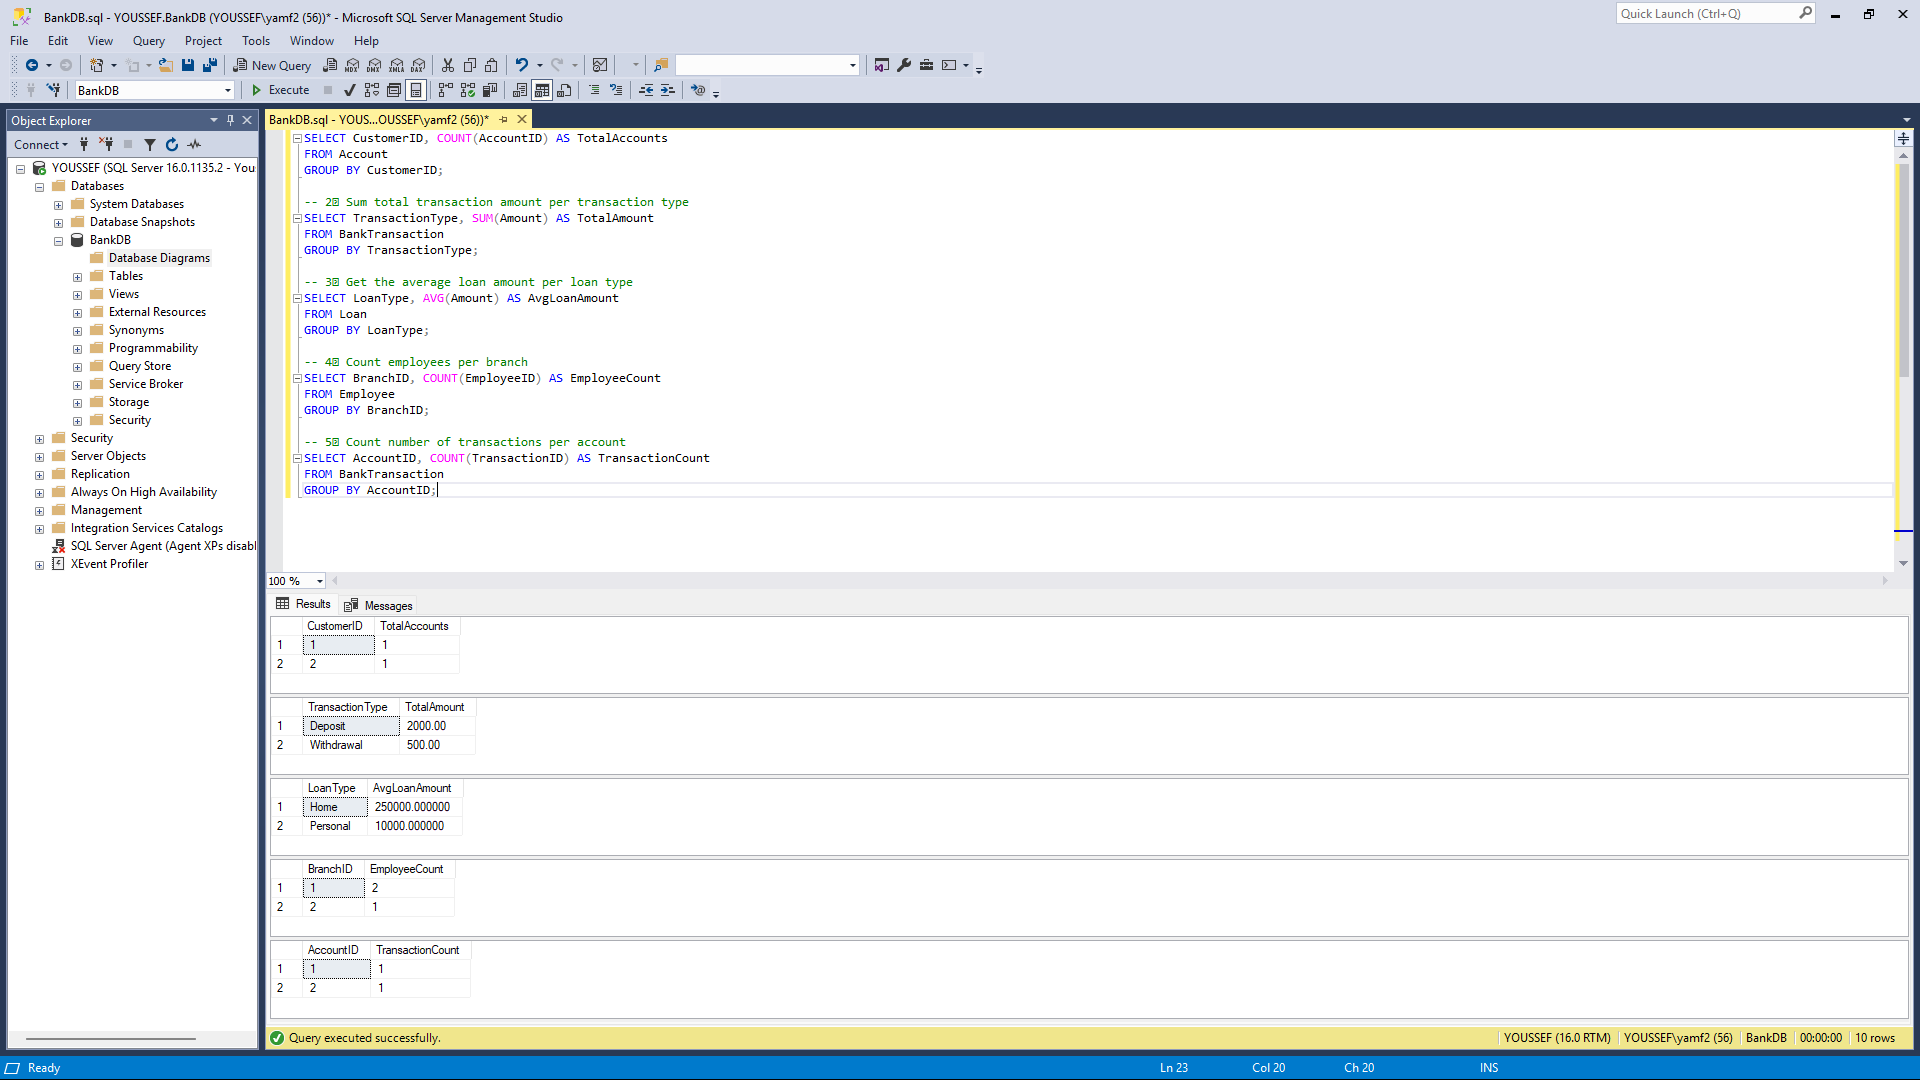 BankDB.sql - YOUSSEF.BankDB (YOUSSEF\yamf2 (56))* - Microsoft SQL Server Management Studio
Quick Launch (Ctrl+Q)
File Edit View Query Project Tools Window Help
New Query
MDX DMX XMLA DAX
BankDB
Execute
Object Explorer
BankDB.sql - YOUS...OUSSEF\yamf2 (56))*
Connect
YOUSSEF (SQL Server 16.0.1135.2 - You
Databases
System Databases
Database Snapshots
BankDB
Database Diagrams
Tables
Views
External Resources
Synonyms
Programmability
Query Store
Service Broker
Storage
Security
Security
Server Objects
Replication
Always On High Availability
Management
Integration Services Catalogs
SQL Server Agent (Agent XPs disabl
XEvent Profiler
SELECT CustomerID, COUNT(AccountID) AS TotalAccounts
FROM Account
GROUP BY CustomerID;
-- 2 Sum total transaction amount per transaction type
SELECT TransactionType, SUM(Amount) AS TotalAmount
FROM BankTransaction
GROUP BY TransactionType;
-- 3 Get the average loan amount per loan type
SELECT LoanType, AVG(Amount) AS AvgLoanAmount
FROM Loan
GROUP BY LoanType;
-- 4 Count employees per branch
SELECT BranchID, COUNT(EmployeeID) AS EmployeeCount
FROM Employee
GROUP BY BranchID;
-- 5 Count number of transactions per account
SELECT AccountID, COUNT(TransactionID) AS TransactionCount
FROM BankTransaction
GROUP BY AccountID;
100 %
Results Messages
CustomerID TotalAccounts
1 1 1
2 2 1
TransactionType TotalAmount
1 Deposit 2000.00
2 Withdrawal 500.00
LoanType AvgLoanAmount
1 Home 250000.000000
2 Personal 10000.000000
BranchID EmployeeCount
1 1 2
2 2 1
AccountID TransactionCount
1 1 1
2 2 1
Query executed successfully.
YOUSSEF (16.0 RTM) YOUSSEF\yamf2 (56) BankDB 00:00:00 10 rows
Ready Ln 23 Col 20 Ch 20 INS